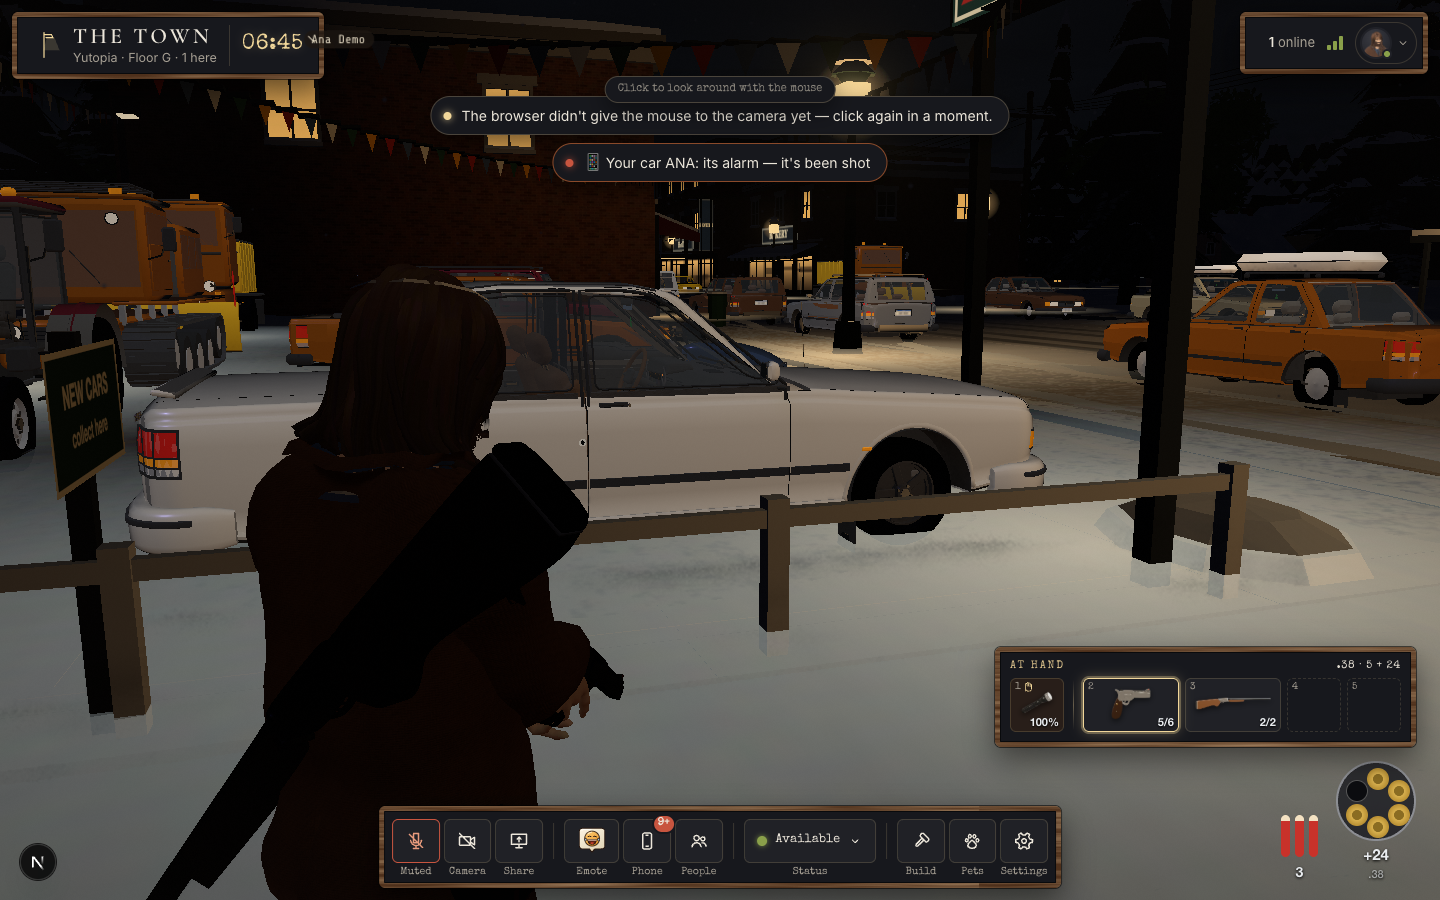 THE TOWN
Yutopia · Floor G · 1 here
06:45
Ana Demo
1 online
Click to look around with the mouse
The browser didn't give the mouse to the camera yet — click again in a moment.
Your car ANA: its alarm — it's been shot
NEW CARS
collect here
AT HAND
.38 · 5 + 24
1
100%
2
5/6
3
2/2
4
5
3
+24
.38
N
9+
Available
Muted
Camera
Share
Emote
Phone
People
Status
Build
Pets
Settings